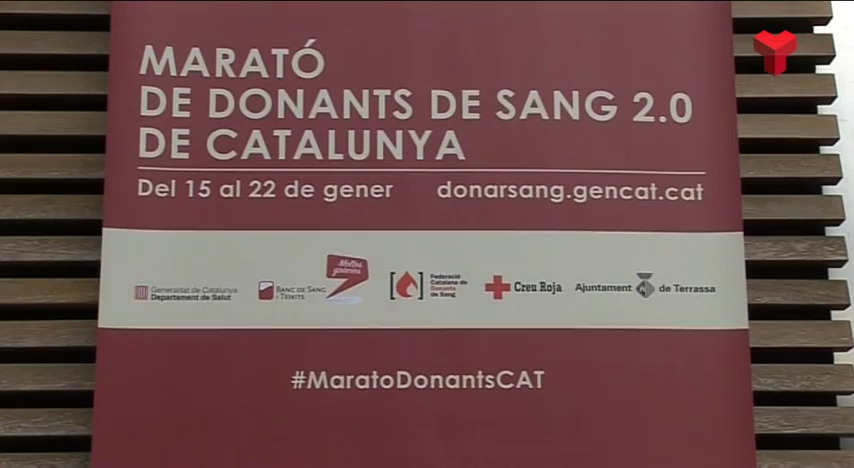 MARATÓ
DE DONANTS DE SANG 2.0
DE CATALUNYA
Del 15 al 22 de gener donarsang.gencat.cat
Generalitat de Catalunya
Departament de Salut
BANC DE SANG
I TEIXITS
Moltes
gràcies
Federació
Catalana de
Donants
de Sang
Creu Roja
Ajuntament de Terrassa
#MaratoDonantsCAT